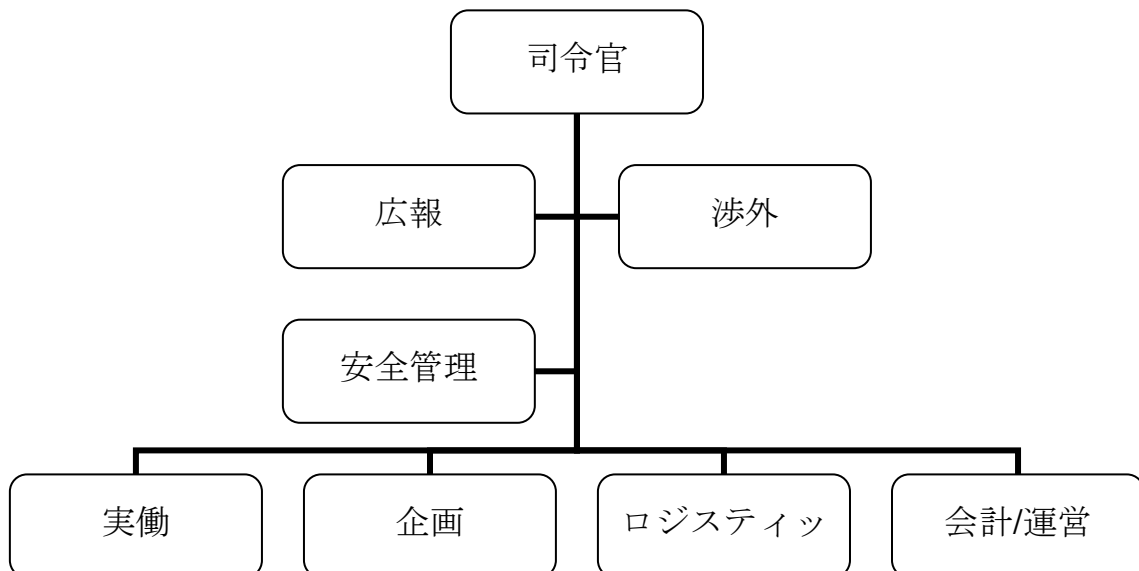 司令官
広報
渉外
安全管理
実働
企画
ロジスティッ
会計/運営